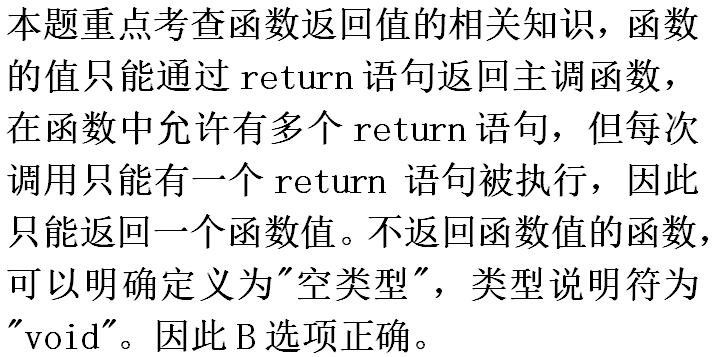 本题重点考查函数返回值的相关知识，函数
的值只能通过 return 语句返回主调函数，
在函数中允许有多个 return 语句，但每次
调用只能有一个 return 语句被执行，因此
只能返回一个函数值。不返回函数值的函数，
可以明确定义为"空类型"，类型说明符为
"void"。因此 B 选项正确。